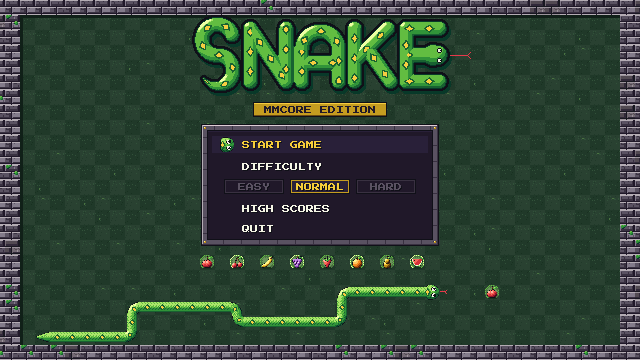 SNAKE
MMCORE EDITION
START GAME
DIFFICULTY
EASY NORMAL HARD
HIGH SCORES
QUIT